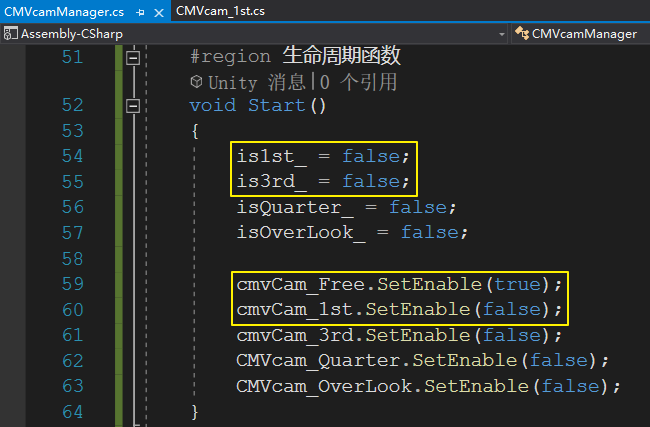 CMVcamManager.cs CMVcam_1st.cs
Assembly-CSharp CMVcamManager
51 #region 生命周期函数
Unity 消息|0 个引用
52 void Start()
53 {
54 is1st_ = false;
55 is3rd_ = false;
56 isQuarter_ = false;
57 isOverLook_ = false;
58
59 cmvCam_Free.SetEnable(true);
60 cmvCam_1st.SetEnable(false);
61 cmvCam_3rd.SetEnable(false);
62 CMVcam_Quarter.SetEnable(false);
63 CMVcam_OverLook.SetEnable(false);
64 }